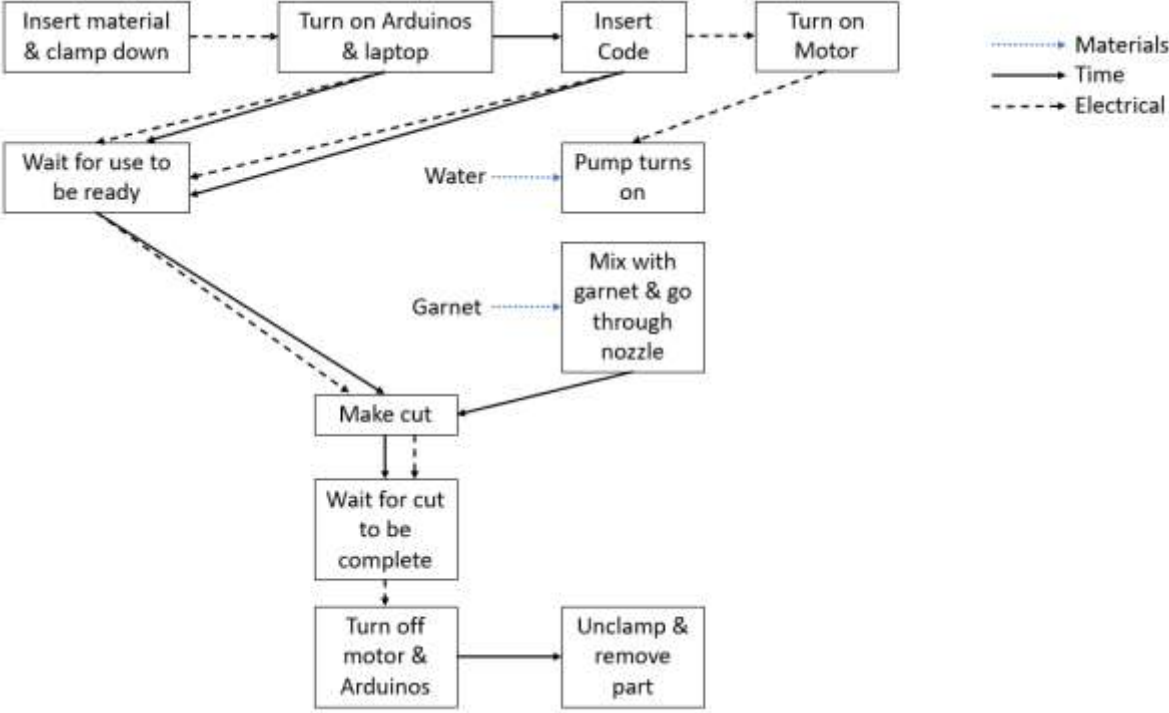 Insert material
& clamp down
Turn on Arduinos
& laptop
Insert
Code
Turn on
Motor
Materials
Time
Electrical
Wait for use to
be ready
Water
Pump turns
on
Garnet
Mix with
garnet & go
through
nozzle
Make cut
Wait for cut
to be
complete
Turn off
motor &
Arduinos
Unclamp &
remove
part